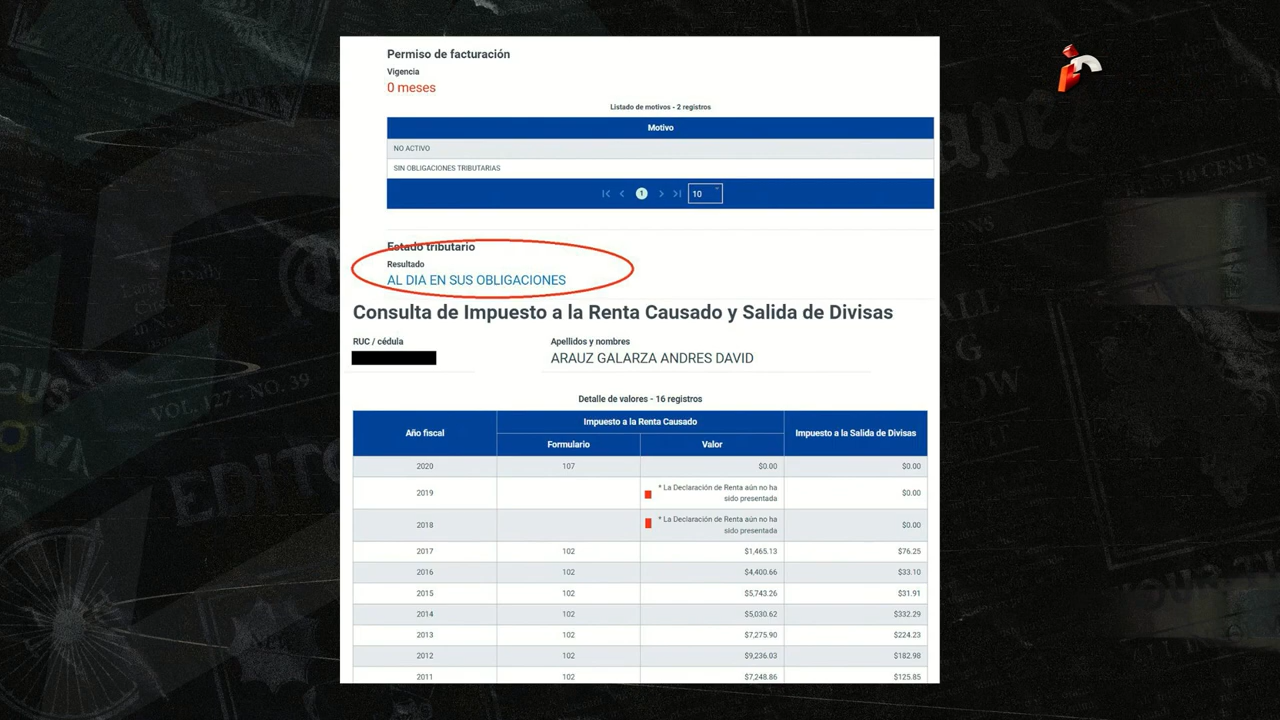 Permiso de facturación
Vigencia
0 meses
Listado de motivos - 2 registros
Motivo
NO ACTIVO
SIN OBLIGACIONES TRIBUTARIAS
1 10
Estado tributario
Resultado
AL DIA EN SUS OBLIGACIONES
Consulta de Impuesto a la Renta Causado y Salida de Divisas
RUC / cédula Apellidos y nombres
ARAUZ GALARZA ANDRES DAVID
Detalle de valores - 16 registros
Año fiscal Impuesto a la Renta Causado Impuesto a la Salida de Divisas
Formulario Valor
2020 107 $0.00 $0.00
2019 * La Declaración de Renta aún no ha sido presentada $0.00
2018 * La Declaración de Renta aún no ha sido presentada $0.00
2017 102 $1,465.13 $76.25
2016 102 $4,400.66 $33.10
2015 102 $5,743.26 $31.91
2014 102 $5,030.62 $332.29
2013 102 $7,275.90 $224.23
2012 102 $9,236.03 $182.98
2011 102 $7,248.86 $125.85
10 CENTS
VOL. 127 - NO. 39
EDITO